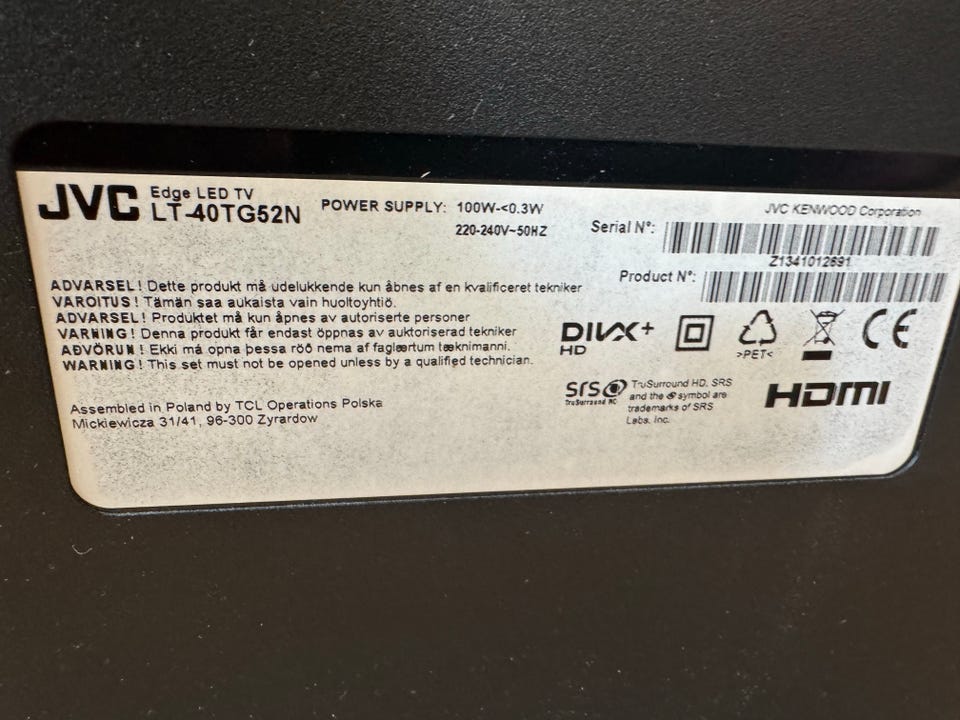 JVC Edge LED TV
LT-40TG52N
POWER SUPPLY: 100W-<0.3W
220-240V~50HZ
JVC KENWOOD Corporation
Serial N°:
Z1341012691
Product N°:
ADVARSEL! Dette produkt må udelukkende kun åbnes af en kvalificeret tekniker
VAROITUS! Tämän saa aukaista vain huoltoyhtiö.
ADVARSEL! Produktet må kun åpnes av autoriserte personer
VARNING! Denna produkt får endast öppnas av auktoriserad tekniker
AÐVÖRUN! Ekki má opna þessa röð nema af faglærtum tæknimanni.
WARNING! This set must not be opened unless by a qualified technician.
Assembled in Poland by TCL Operations Polska
Mickiewicza 31/41, 96-300 Zyrardow
DIVX+
HD
>PET<
CE
SRS
TruSurround HD
TruSurround HD, SRS
and the symbol are
trademarks of SRS
Labs, Inc.
HDMI